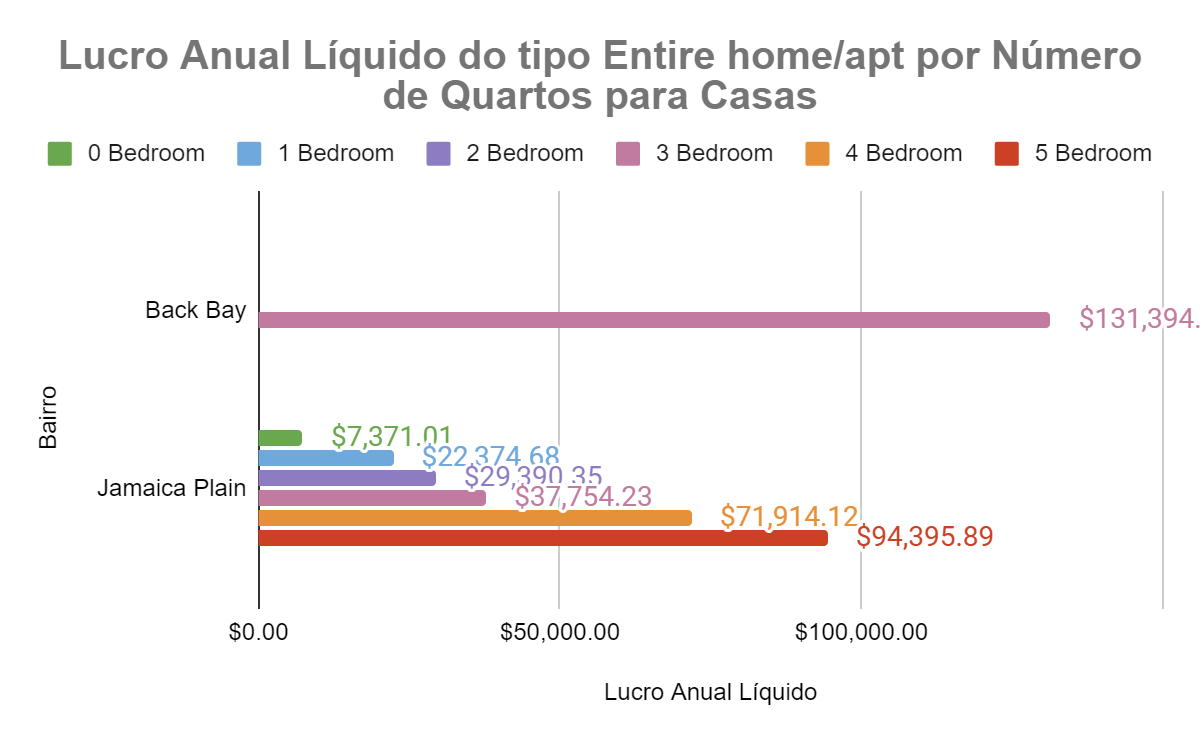 Lucro Anual Líquido do tipo Entire home/apt por Número
de Quartos para Casas
0 Bedroom
1 Bedroom
2 Bedroom
3 Bedroom
4 Bedroom
5 Bedroom
Bairro
Back Bay
$131,394.
Jamaica Plain
$7,371.01
$22,374.68
$29,390.35
$37,754.23
$71,914.12
$94,395.89
$0.00
$50,000.00
$100,000.00
Lucro Anual Líquido